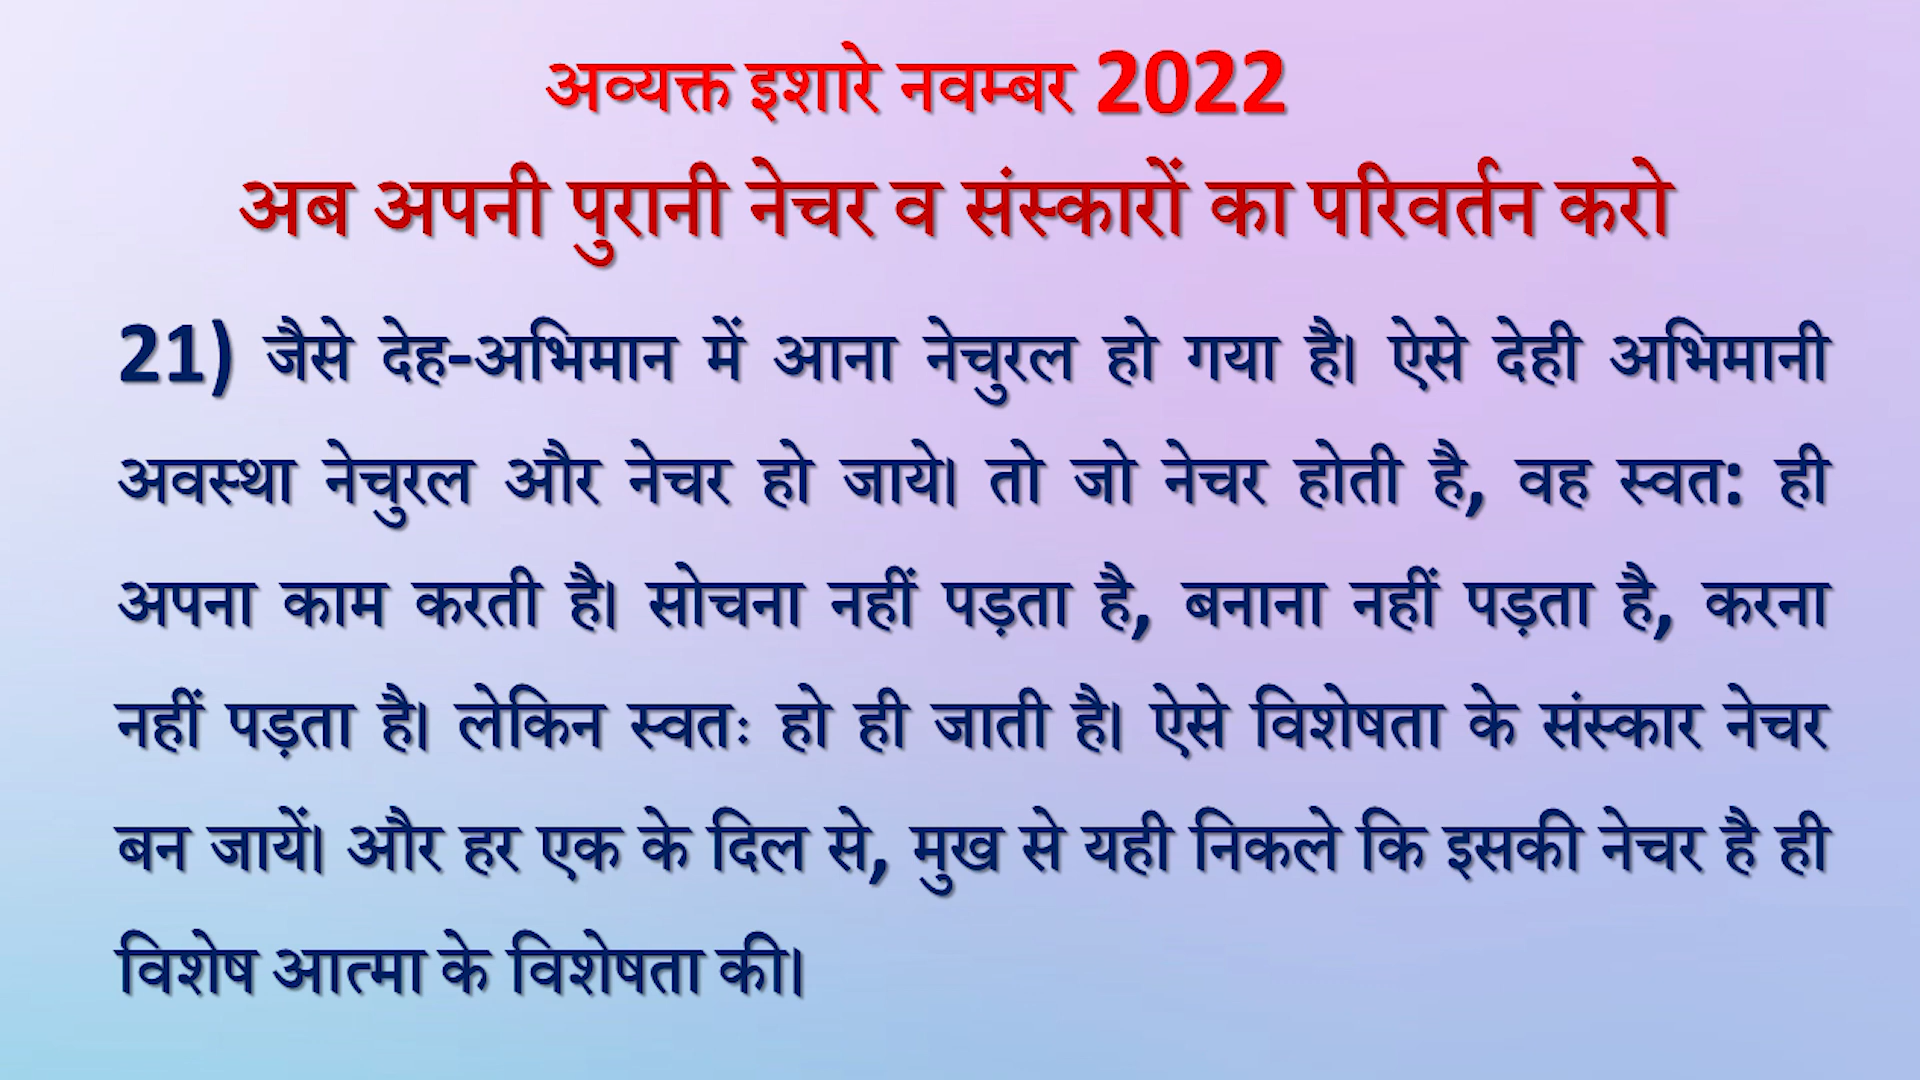 अव्यक्त इशारे नवम्बर 2022
अब अपनी पुरानी नेचर व संस्कारों का परिवर्तन करो
21) जैसे देह-अभिमान में आना नेचुरल हो गया है। ऐसे देही अभिमानी
अवस्था नेचुरल और नेचर हो जाये। तो जो नेचर होती है, वह स्वत: ही
अपना काम करती है। सोचना नहीं पड़ता है, बनाना नहीं पड़ता है, करना
नहीं पड़ता है। लेकिन स्वतः हो ही जाती है। ऐसे विशेषता के संस्कार नेचर
बन जायें। और हर एक के दिल से, मुख से यही निकले कि इसकी नेचर है ही
विशेष आत्मा के विशेषता की।